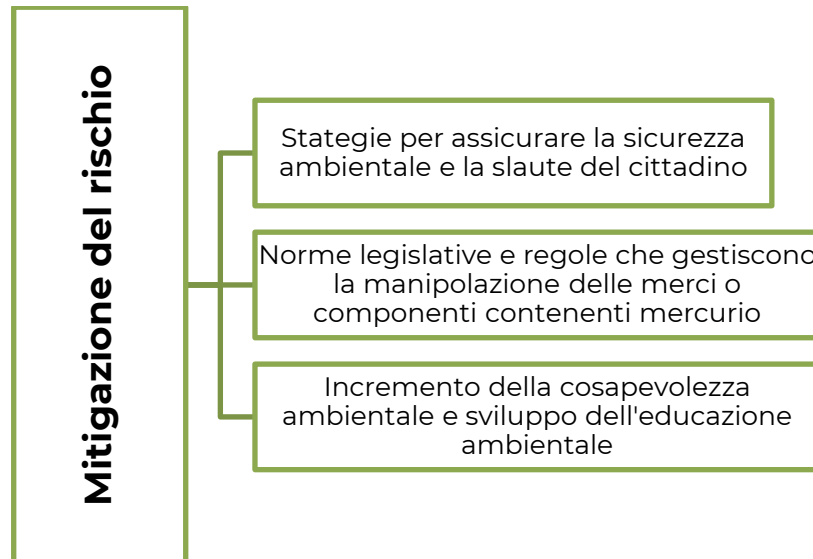 Mitigazione del rischio
Stategie per assicurare la sicurezza
ambientale e la slaute del cittadino
Norme legislative e regole che gestiscono
la manipolazione delle merci o
componenti contenenti mercurio
Incremento della cosapevolezza
ambientale e sviluppo dell'educazione
ambientale